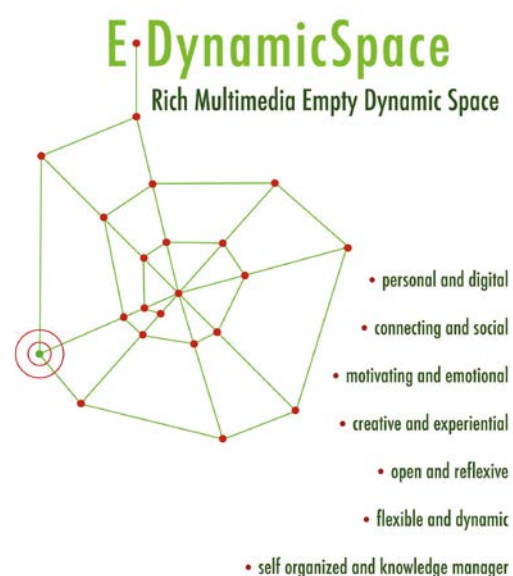 E·DynamicSpace
Rich Multimedia Empty Dynamic Space
• personal and digital
• connecting and social
• motivating and emotional
• creative and experiential
• open and reflexive
• flexible and dynamic
• self organized and knowledge manager